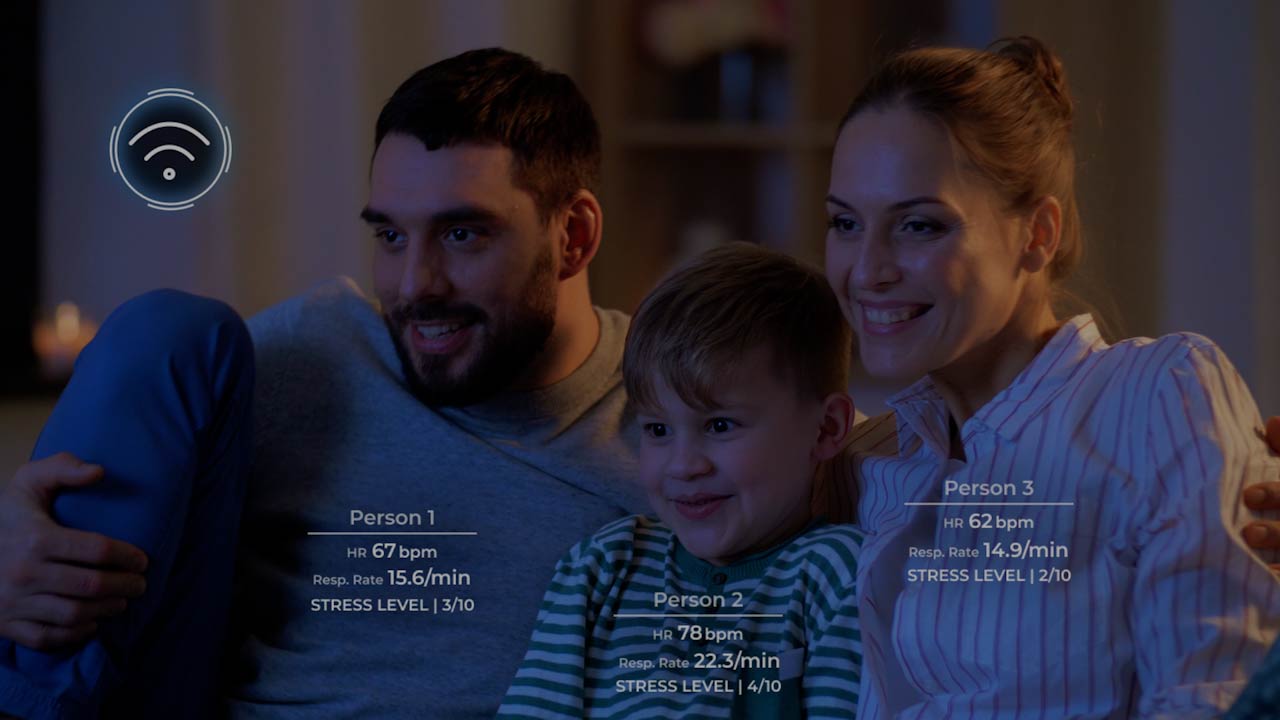 Person 1
HR 67 bpm
Resp. Rate 15.6/min
STRESS LEVEL | 3/10
Person 2
HR 78 bpm
Resp. Rate 22.3/min
STRESS LEVEL | 4/10
Person 3
HR 62 bpm
Resp. Rate 14.9/min
STRESS LEVEL | 2/10